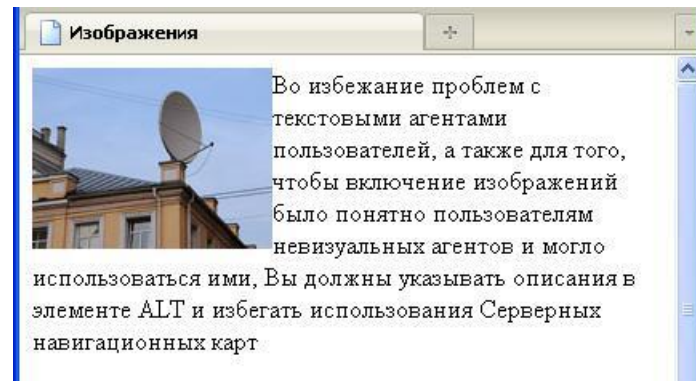 Изображения
Во избежание проблем с
текстовыми агентами
пользователей, а также для того,
чтобы включение изображений
было понятно пользователям
невизуальных агентов и могло
использоваться ими, Вы должны указывать описания в
элементе ALT и избегать использования Серверных
навигационных карт